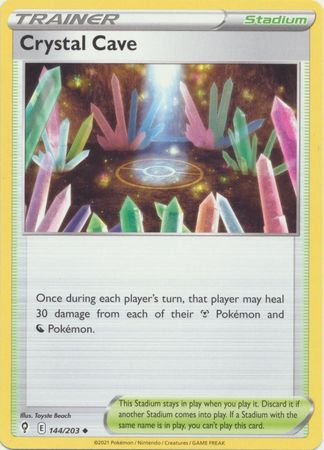 TRAINER Stadium
Crystal Cave
Once during each player's turn, that player may heal
30 damage from each of their Pokémon and
Pokémon.
Illus. Toyste Beach
E 144/203
This Stadium stays in play when you play it. Discard it
if another Stadium comes into play. If a Stadium with the
same name is in play, you can't play this card.
©2021 Pokémon / Nintendo / Creatures / GAME FREAK